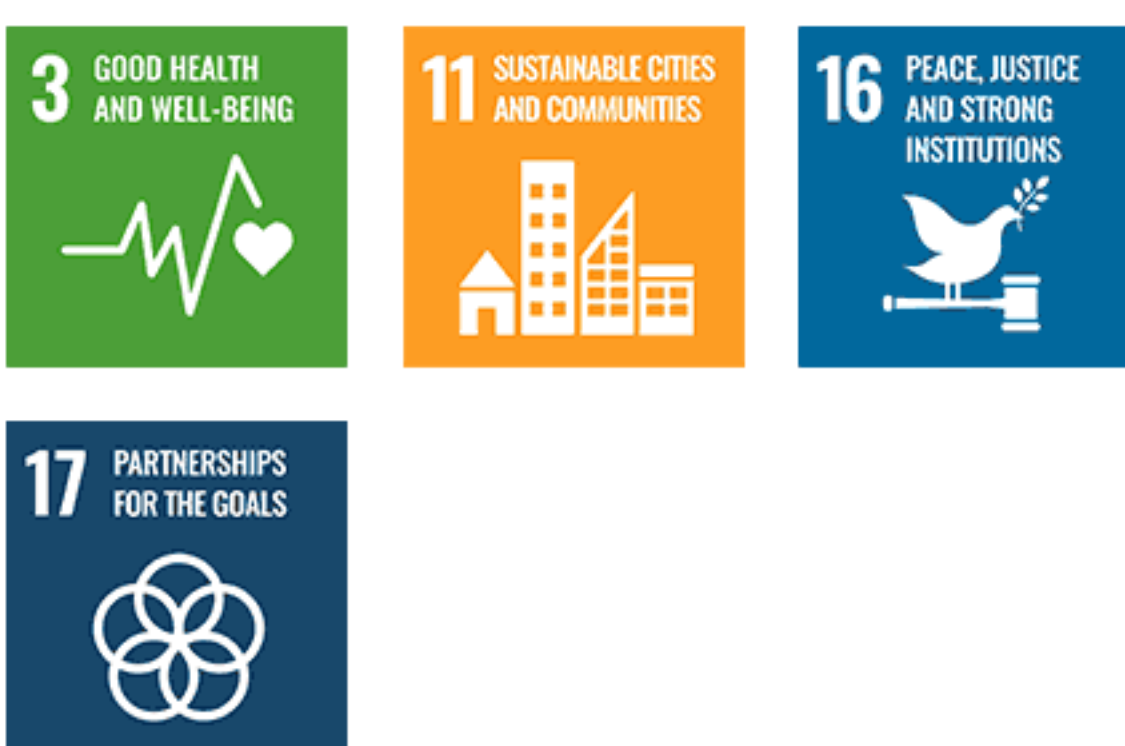 3 GOOD HEALTH
AND WELL-BEING
11 SUSTAINABLE CITIES
AND COMMUNITIES
16 PEACE, JUSTICE
AND STRONG
INSTITUTIONS
17 PARTNERSHIPS
FOR THE GOALS